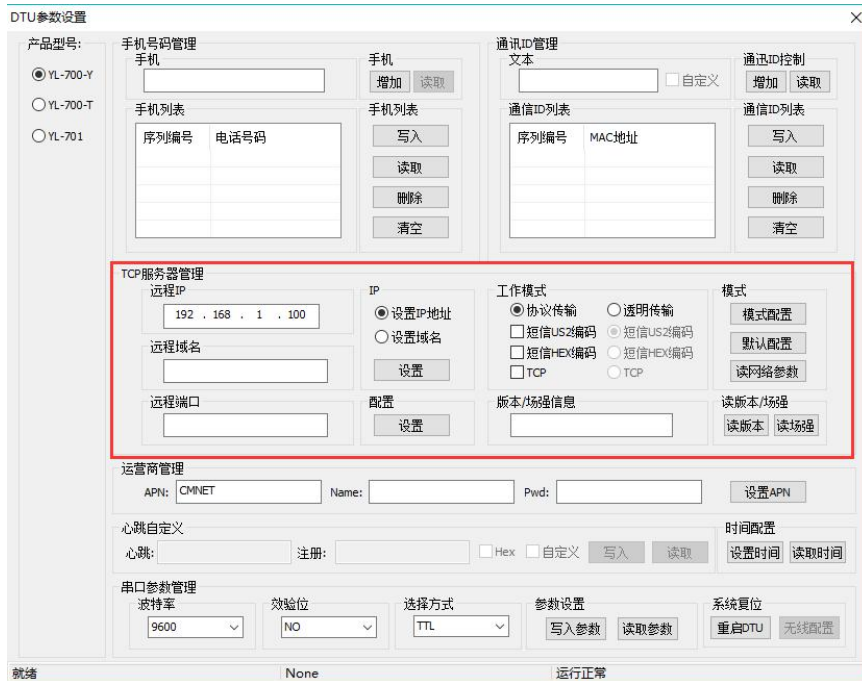 DTU参数设置
产品型号:
YL-700-Y
YL-700-T
YL-701
手机号码管理
手机
手机
增加 读取
手机列表
序列编号 电话号码
手机列表
写入
读取
删除
清空
通讯ID管理
文本
自定义
通迅ID控制
增加 读取
通信ID列表
序列编号 MAC地址
通信ID列表
写入
读取
删除
清空
TCP服务器管理
远程IP
192 . 168 . 1 . 100
远程域名
远程端口
IP
设置IP地址
设置域名
设置
配置
设置
工作模式
协议传输 透明传输
短信US2编码 短信US2编码
短信HEX编码 短信HEX编码
TCP TCP
版本/场强信息
模式
模式配置
默认配置
读网络参数
读版本/场强
读版本 读场强
运营商管理
APN: CMNET Name: Pwd: 设置APN
心跳自定义
心跳: 注册: Hex 自定义 写入 读取
时间配置
设置时间 读取时间
串口参数管理
波特率
9600
效验位
NO
选择方式
TTL
参数设置
写入参数 读取参数
系统复位
重启DTU 无线配置
就绪 None 运行正常